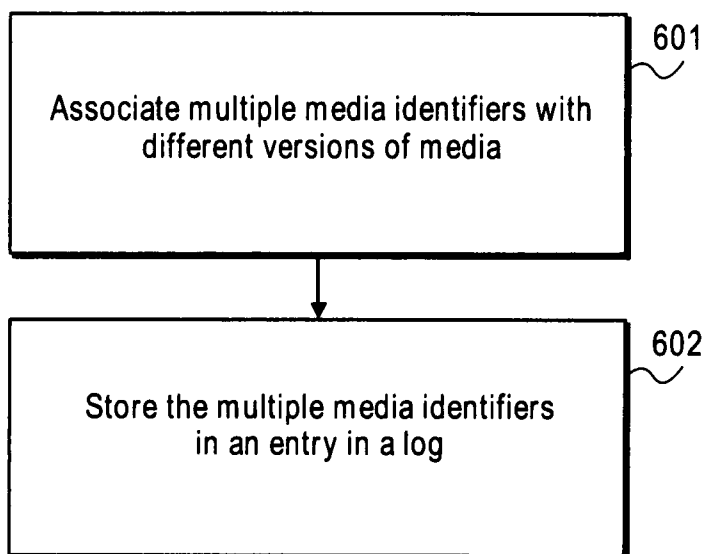 601
Associate multiple media identifiers with
different versions of media
602
Store the multiple media identifiers
in an entry in a log